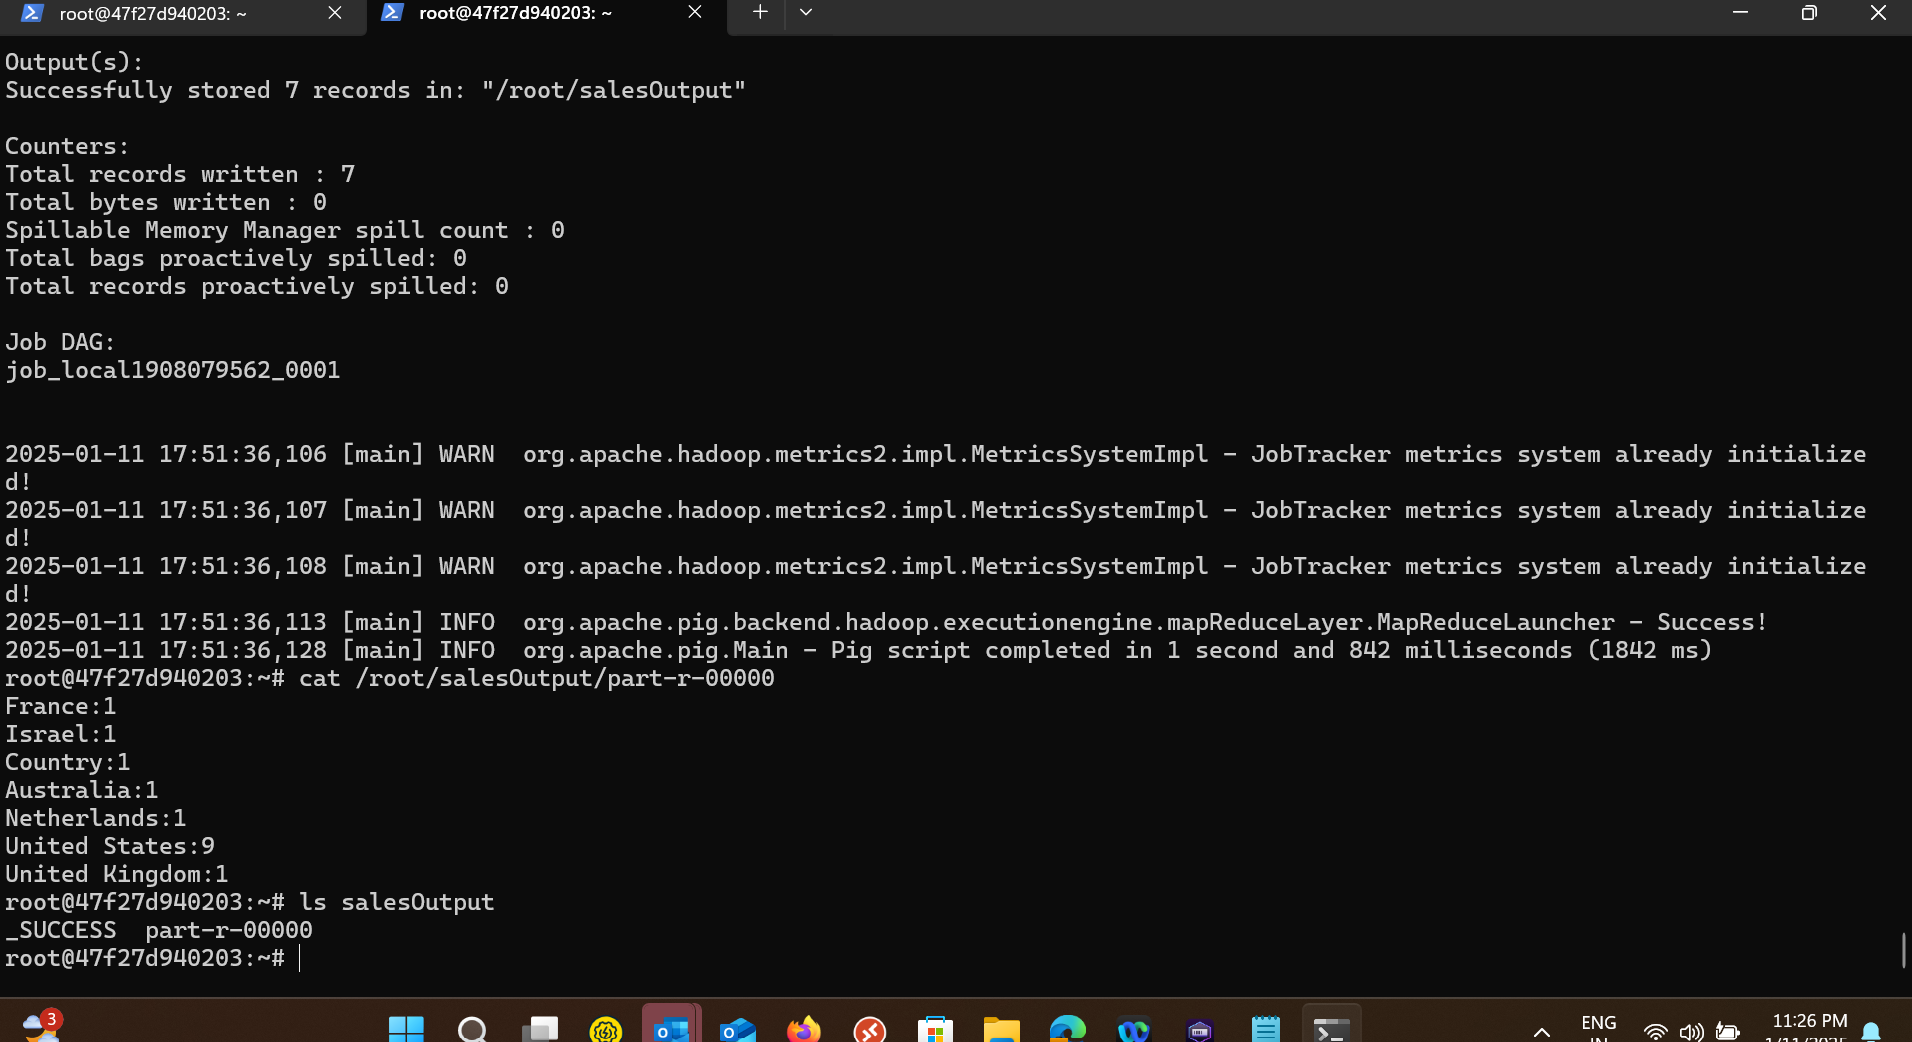 root@47f27d940203: ~
root@47f27d940203: ~
Output(s):
Successfully stored 7 records in: "/root/salesOutput"
Counters:
Total records written : 7
Total bytes written : 0
Spillable Memory Manager spill count : 0
Total bags proactively spilled: 0
Total records proactively spilled: 0
Job DAG:
job_local1908079562_0001
2025-01-11 17:51:36,106 [main] WARN  org.apache.hadoop.metrics2.impl.MetricsSystemImpl - JobTracker metrics system already initialize
d!
2025-01-11 17:51:36,107 [main] WARN  org.apache.hadoop.metrics2.impl.MetricsSystemImpl - JobTracker metrics system already initialize
d!
2025-01-11 17:51:36,108 [main] WARN  org.apache.hadoop.metrics2.impl.MetricsSystemImpl - JobTracker metrics system already initialize
d!
2025-01-11 17:51:36,113 [main] INFO  org.apache.pig.backend.hadoop.executionengine.mapReduceLayer.MapReduceLauncher - Success!
2025-01-11 17:51:36,128 [main] INFO  org.apache.pig.Main - Pig script completed in 1 second and 842 milliseconds (1842 ms)
root@47f27d940203:~# cat /root/salesOutput/part-r-00000
France:1
Israel:1
Country:1
Australia:1
Netherlands:1
United States:9
United Kingdom:1
root@47f27d940203:~# ls salesOutput
_SUCCESS  part-r-00000
root@47f27d940203:~#
3
ENG
11:26 PM